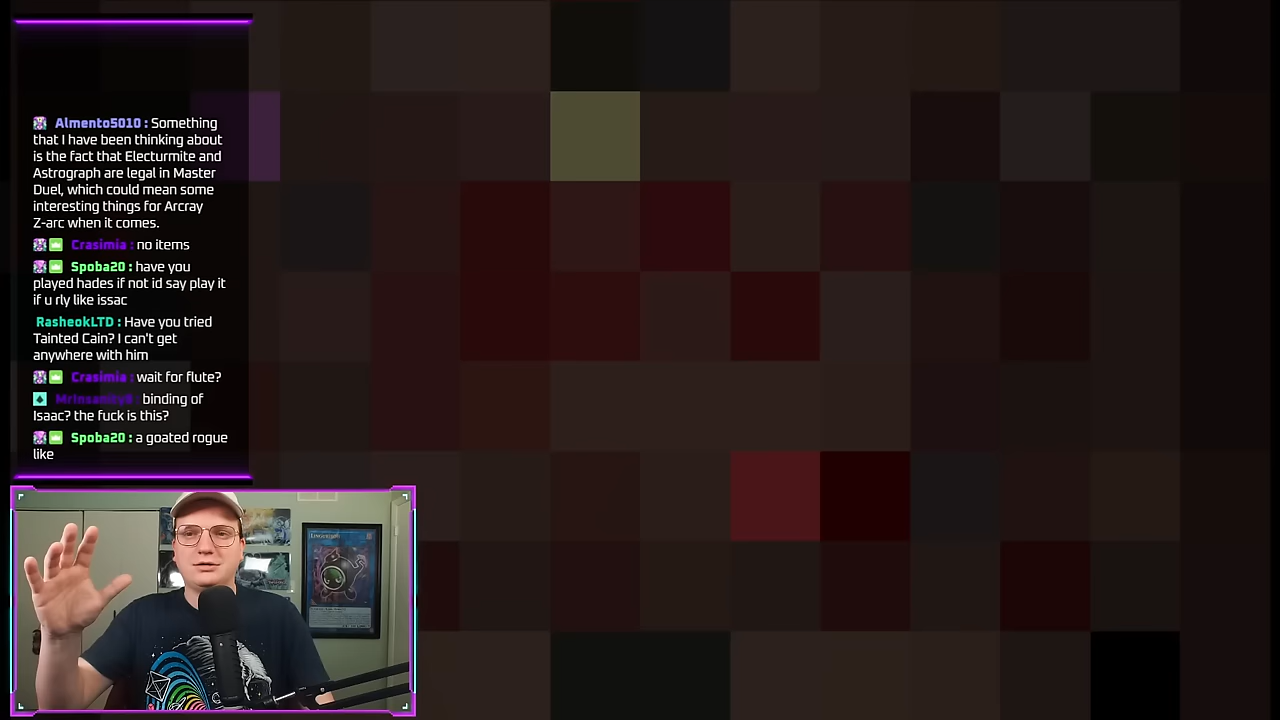 Almento5010 : Something
that I have been thinking about
is the fact that Electurmite and
Astrograph are legal in Master
Duel, which could mean some
interesting things for Arcray
Z-arc when it comes.
Crasimia : no items
Spoba20 : have you
played hades if not id say play it
if u rly like issac
RasheokLTD : Have you tried
Tainted Cain? I can't get
anywhere with him
Crasimia : wait for flute?
MrInsanity8 : binding of
Isaac? the fuck is this?
Spoba20 : a goated rogue
like